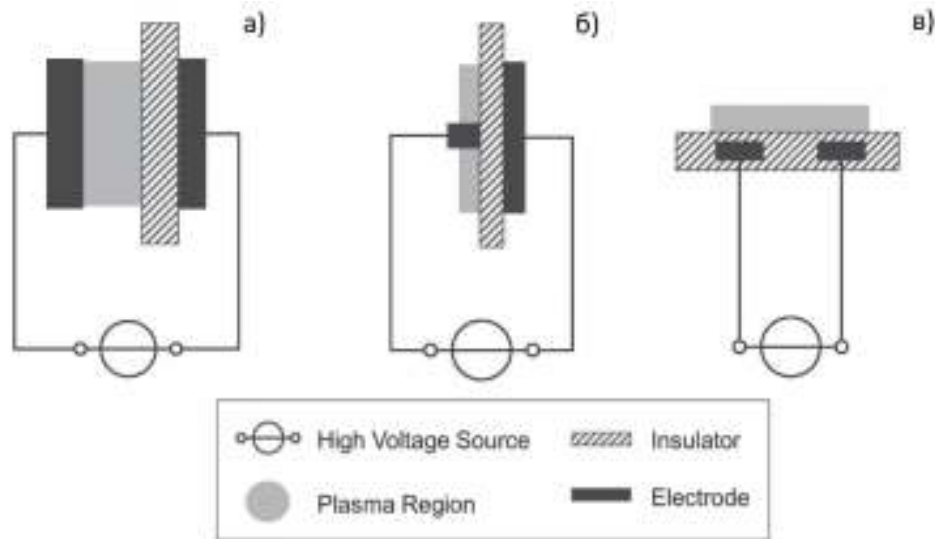 а)
б)
в)
High Voltage Source
Insulator
Plasma Region
Electrode